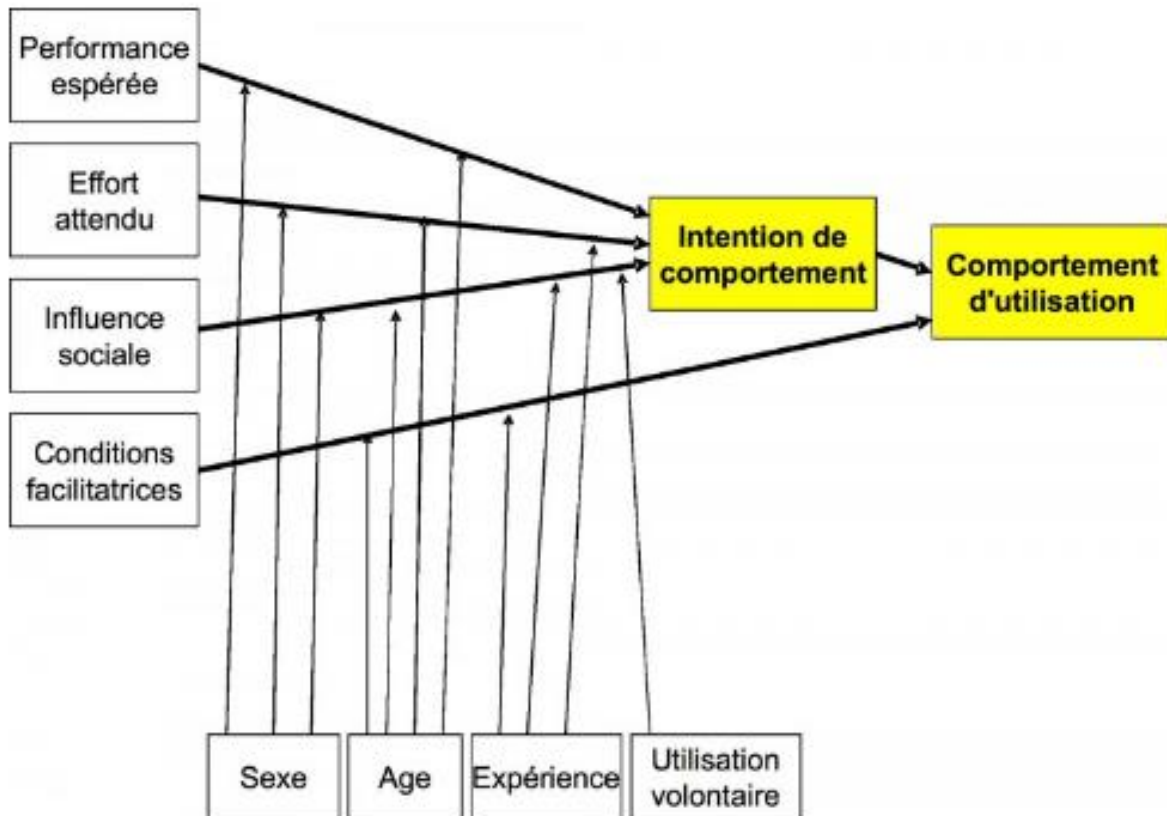 Performance
espérée
Effort
attendu
Influence
sociale
Conditions
facilitatrices
Intention de
comportement
Comportement
d'utilisation
Sexe
Age
Expérience
Utilisation
volontaire